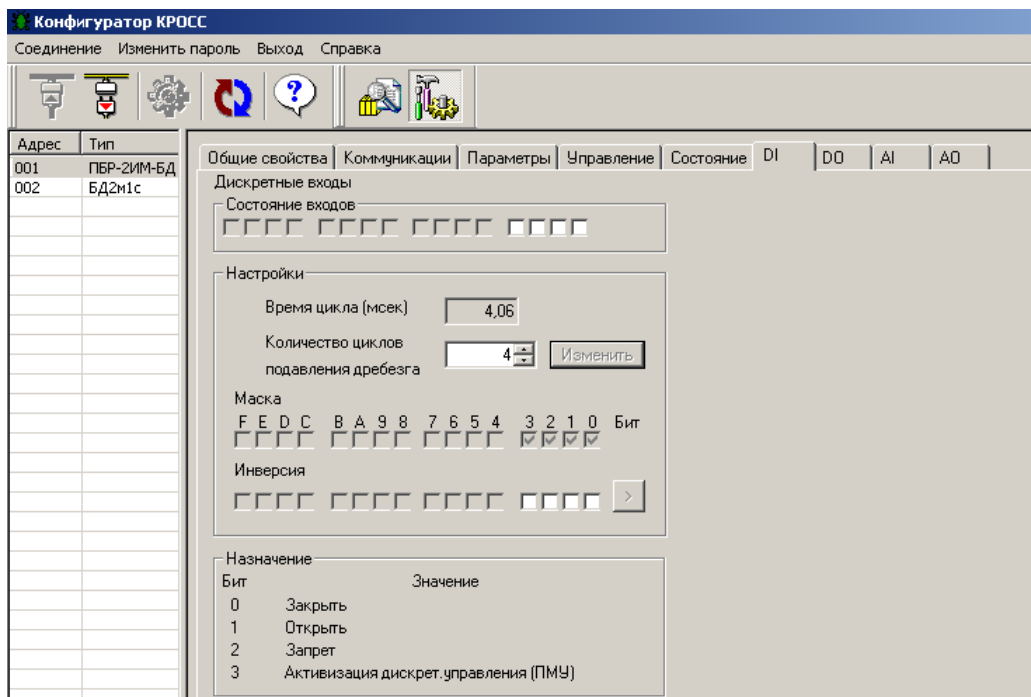 Конфигуратор КРОСС
Соединение Изменить пароль Выход Справка
Адрес Тип
001 ПБР-2ИМ-БД
002 БД2м1с
Общие свойства Коммуникации Параметры Управление Состояние DI DO AI AO
Дискретные входы
Состояние входов
Настройки
Время цикла (мсек) 4,06
Количество циклов
подавления дребезга 4 Изменить
Маска
F E D C B A 9 8 7 6 5 4 3 2 1 0 Бит
Инверсия
>
Назначение
Бит Значение
0 Закрыть
1 Открыть
2 Запрет
3 Активизация дискрет.управления (ПМУ)